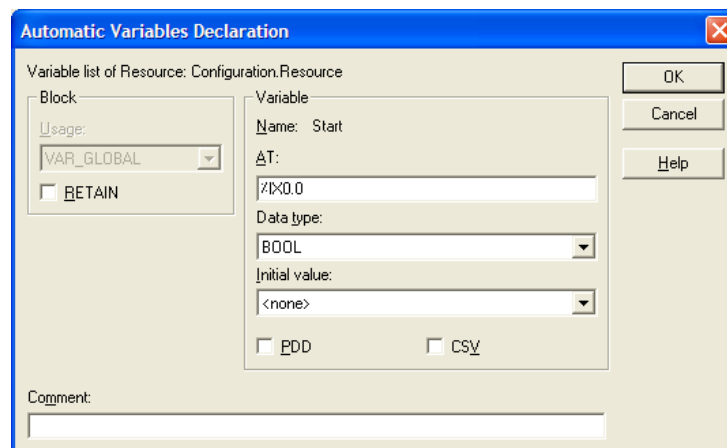 Automatic Variables Declaration
Variable list of Resource: Configuration.Resource
Block
Usage:
VAR_GLOBAL
RETAIN
Variable
Name: Start
AT:
%IX0.0
Data type:
BOOL
Initial value:
<none>
PDD
CSV
OK
Cancel
Help
Comment: